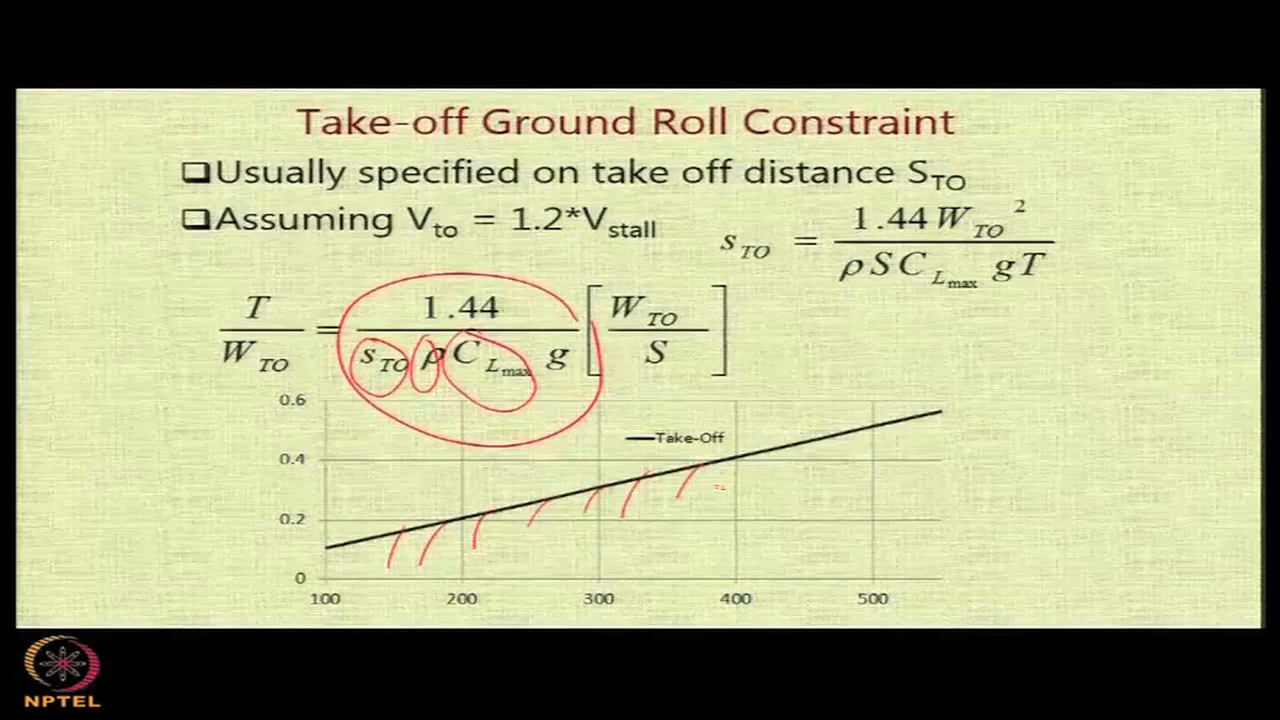 Take-off Ground Roll Constraint
❑Usually specified on take off distance S_TO
❑Assuming V_to = 1.2*V_stall
s_TO = 1.44 W_TO² / ρ S C_Lmax g T
T / W_TO = 1.44 / s_TO ρ C_Lmax g [ W_TO / S ]
0.6
Take-Off
0.4
0.2
0
100 200 300 400 500
NPTEL